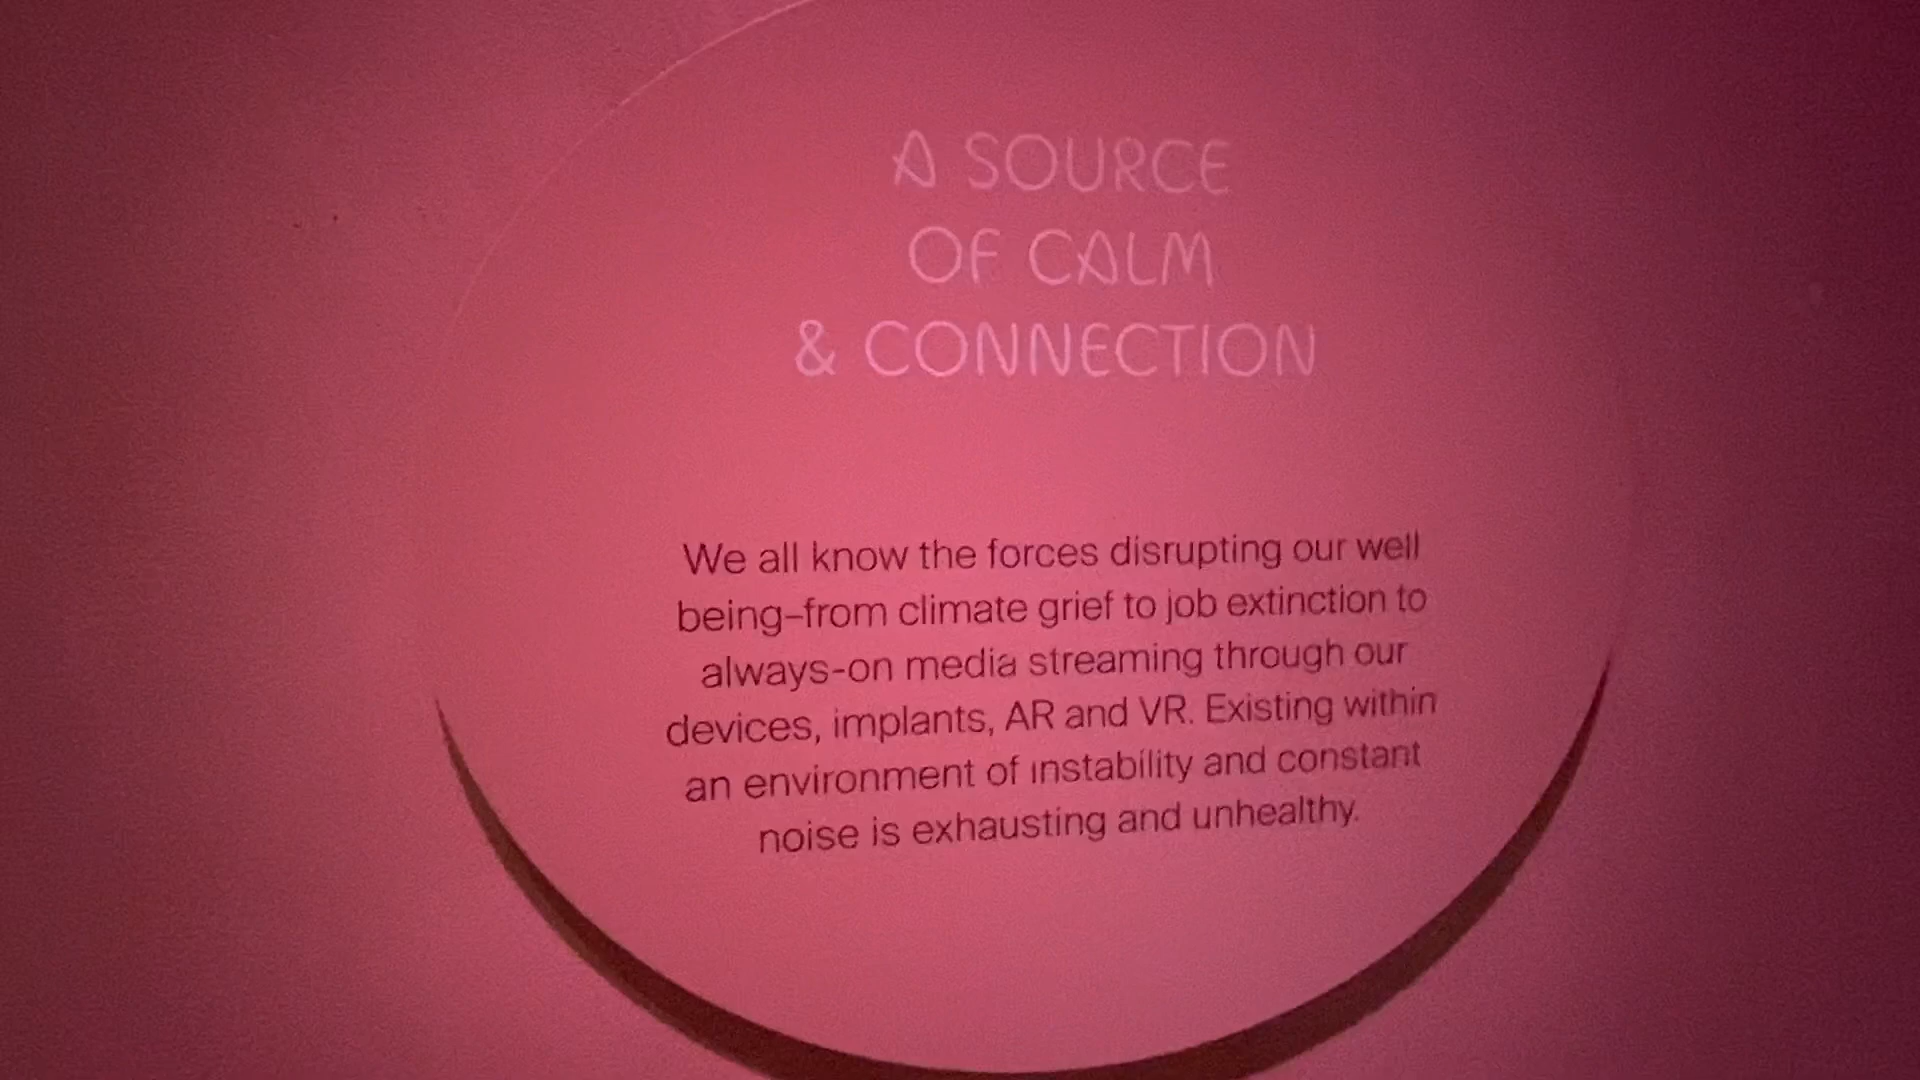 A SOURCE
OF CALM
& CONNECTION
We all know the forces disrupting our well
being–from climate grief to job extinction to
always-on media streaming through our
devices, implants, AR and VR. Existing within
an environment of instability and constant
noise is exhausting and unhealthy.